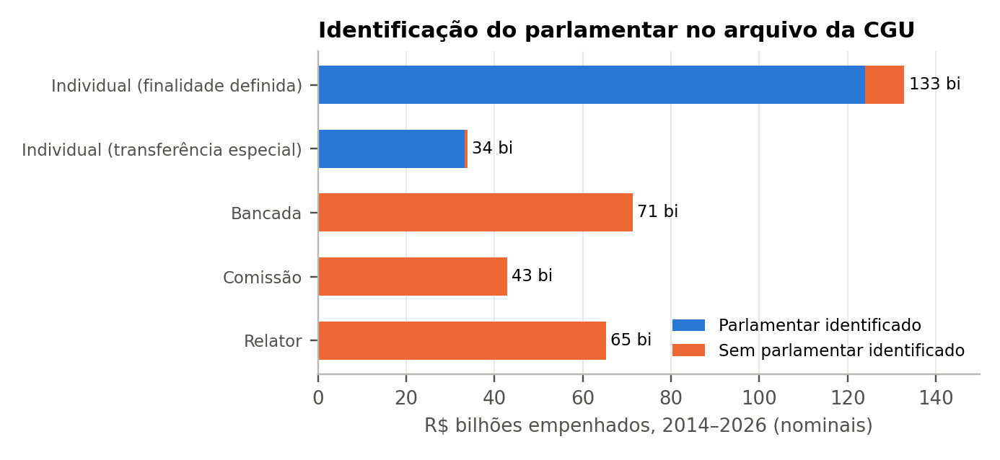 Identificação do parlamentar no arquivo da CGU
Individual (finalidade definida)
133 bi
Individual (transferência especial)
34 bi
Bancada
71 bi
Comissão
43 bi
Relator
65 bi
Parlamentar identificado
Sem parlamentar identificado
0 20 40 60 80 100 120 140
R$ bilhões empenhados, 2014–2026 (nominais)